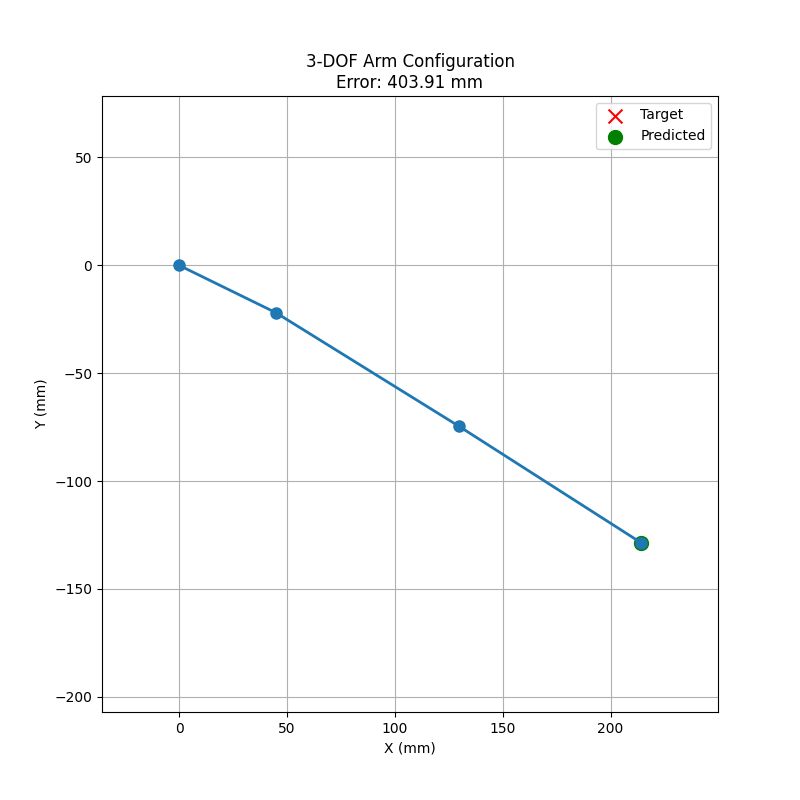 3-DOF Arm Configuration
Error: 403.91 mm
Target
Predicted
50
0
−50
−100
−150
−200
Y (mm)
0
50
100
150
200
X (mm)